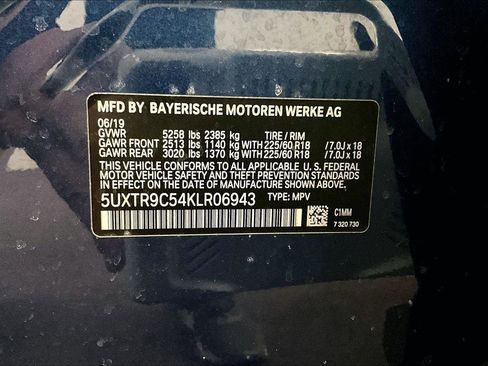 MFD BY BAYERISCHE MOTOREN WERKE AG
06/19
GVWR 5258 lbs 2385 kg TIRE / RIM
GAWR FRONT 2513 lbs 1140 kg WITH 225/60 R18 /7.0J x 18
GAWR REAR 3020 lbs 1370 kg WITH 225/60 R18 /7.0J x 18
THIS VEHICLE CONFORMS TO ALL APPLICABLE U. S. FEDERAL
MOTOR VEHICLE SAFETY AND THEFT PREVENTION STANDARDS
IN EFFECT ON THE DATE OF MANUFACTURE SHOWN ABOVE.
5UXTR9C54KLR06943 TYPE: MPV
C1MM
7 320 730